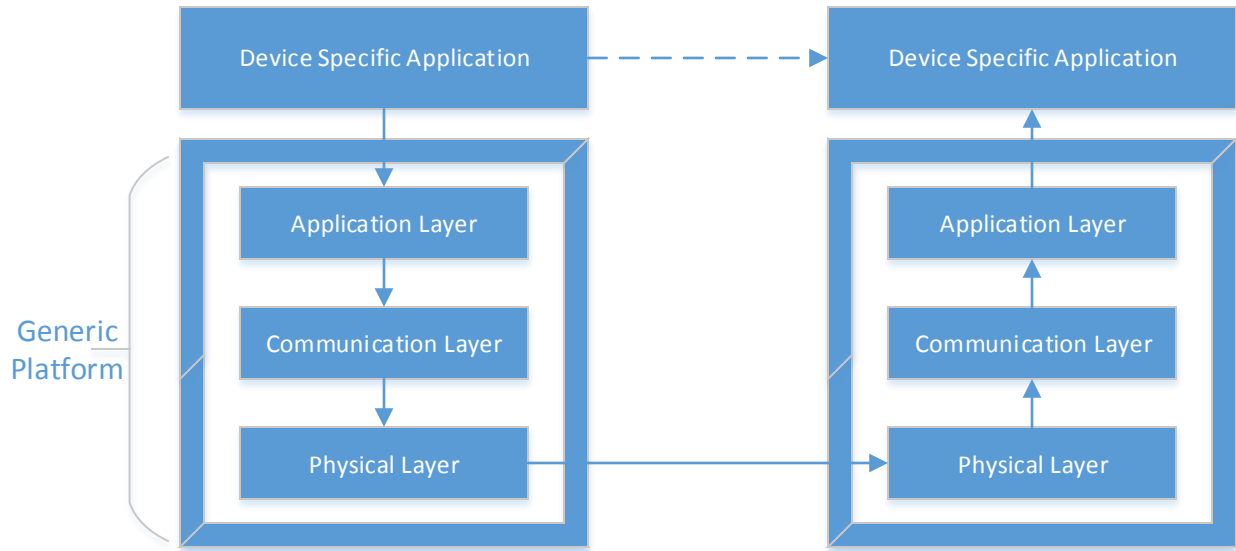 Device Specific Application
Device Specific Application
Application Layer
Application Layer
Generic
Platform
Communication Layer
Communication Layer
Physical Layer
Physical Layer